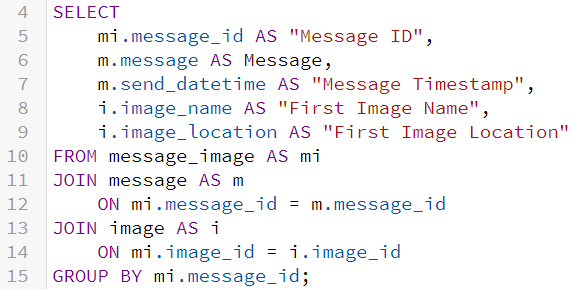 4 SELECT
5     mi.message_id AS "Message ID",
6     m.message AS Message,
7     m.send_datetime AS "Message Timestamp",
8     i.image_name AS "First Image Name",
9     i.image_location AS "First Image Location"
10 FROM message_image AS mi
11 JOIN message AS m
12     ON mi.message_id = m.message_id
13 JOIN image AS i
14     ON mi.image_id = i.image_id
15 GROUP BY mi.message_id;